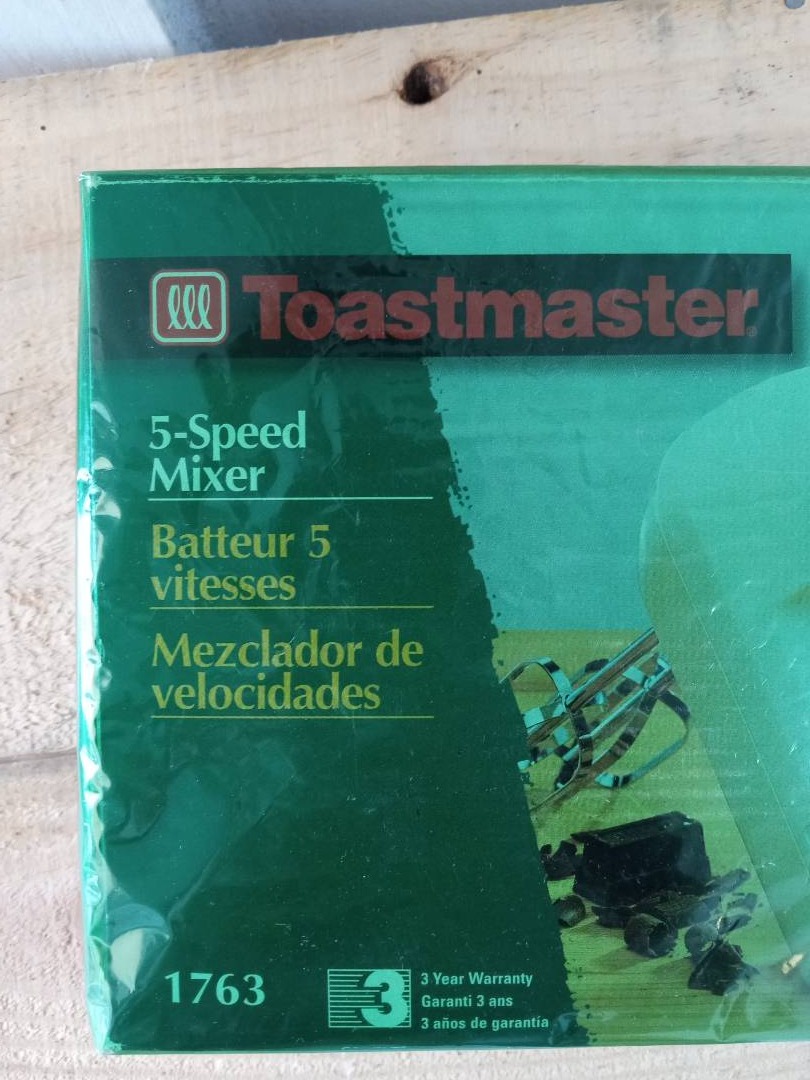 Toastmaster®
5-Speed
Mixer
Batteur 5
vitesses
Mezclador de
velocidades
1763
3
3 Year Warranty
Garanti 3 ans
3 años de garantía